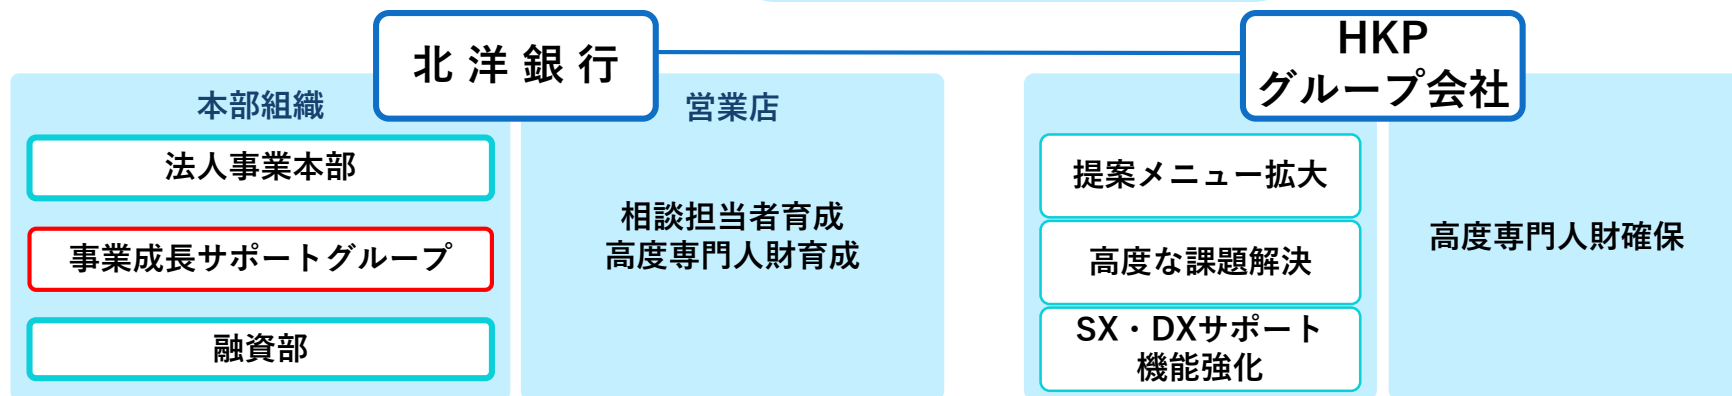 北洋銀行
HKP
グループ会社
本部組織
法人事業本部
事業成長サポートグループ
融資部
営業店
相談担当者育成
高度専門人財育成
提案メニュー拡大
高度な課題解決
SX・DXサポート
機能強化
高度専門人財確保